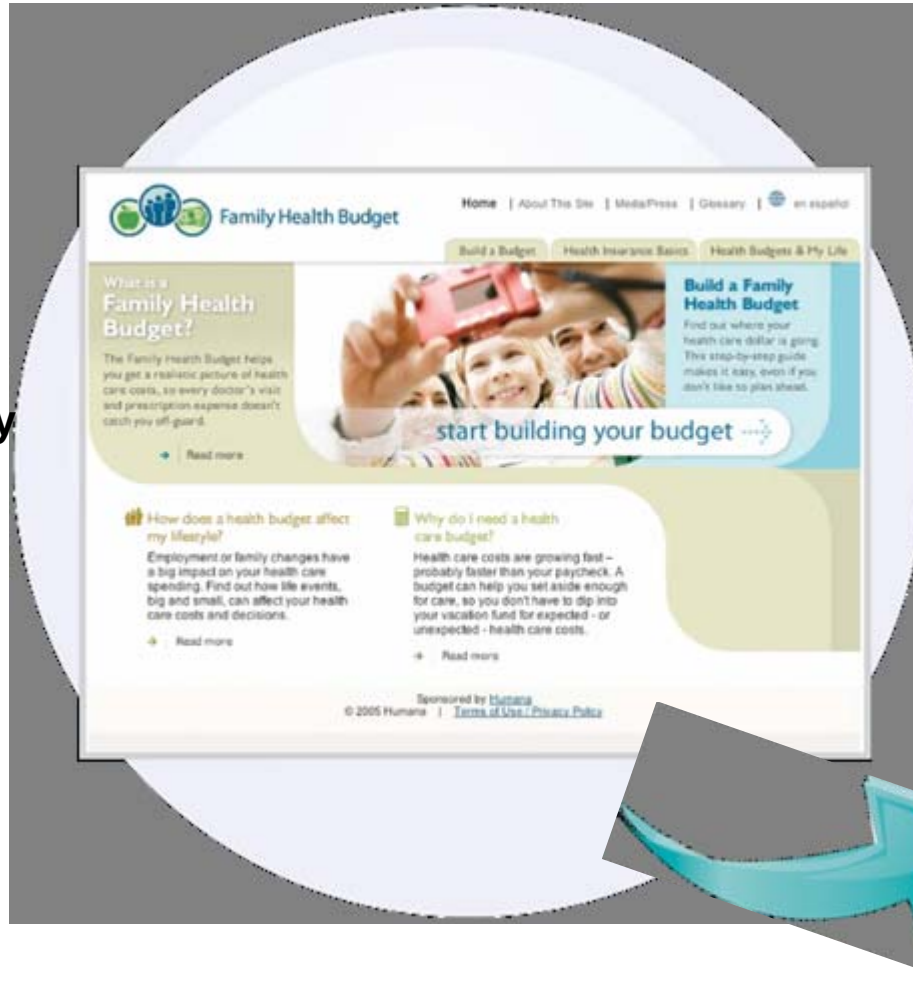 Family Health Budget
Home | About This Site | Media/Press | Glossary | en español
Build a Budget Health Insurance Basics Health Budgets & My Life
What is a
Family Health
Budget?
The Family Health Budget helps
you get a realistic picture of health
care costs, so every doctor's visit
and prescription expense doesn't
catch you off-guard.
Read more
Build a Family
Health Budget
Find out where your
health care dollar is going.
This step-by-step guide
makes it easy, even if you
don't like to plan ahead.
start building your budget
y
How does a health budget affect
my lifestyle?
Employment or family changes have
a big impact on your health care
spending. Find out how life events,
big and small, can affect your health
care costs and decisions.
Read more
Why do I need a health
care budget?
Health care costs are growing fast –
probably faster than your paycheck. A
budget can help you set aside enough
for care, so you don't have to dip into
your vacation fund for expected - or
unexpected - health care costs.
Read more
Sponsored by Humana
© 2005 Humana | Terms of Use / Privacy Policy